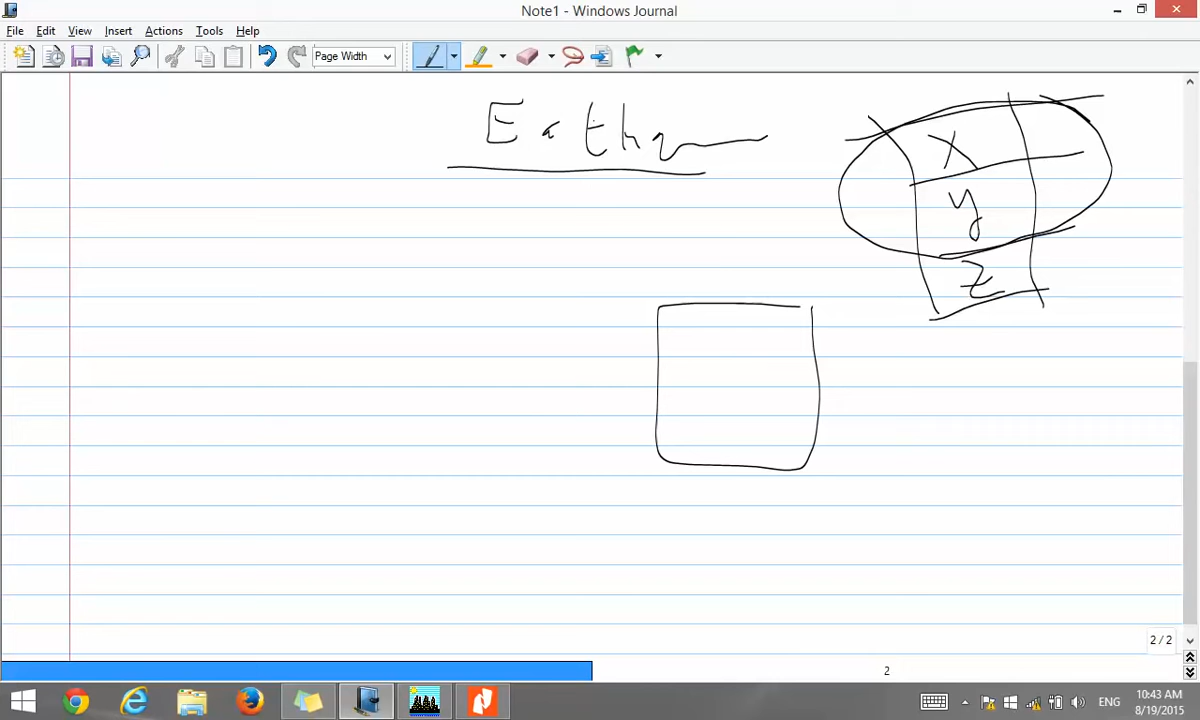 Note1 - Windows Journal
File Edit View Insert Actions Tools Help
Page Width
x
y
z
2 / 2
2
ENG
10:43 AM
8/19/2015